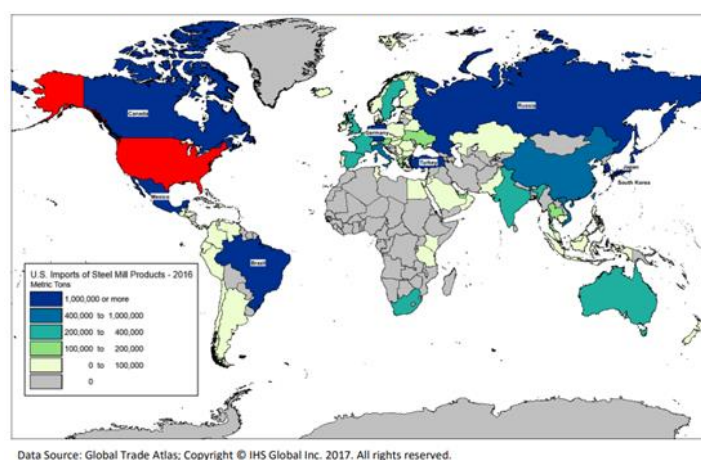 Canada
Russia
Germany
Turkey
Japan
South Korea
Mexico
Brazil
U.S. Imports of Steel Mill Products - 2016
Metric Tons
1,000,000 or more
400,000 to 1,000,000
200,000 to 400,000
100,000 to 200,000
0 to 100,000
0
Data Source: Global Trade Atlas; Copyright © IHS Global Inc. 2017. All rights reserved.